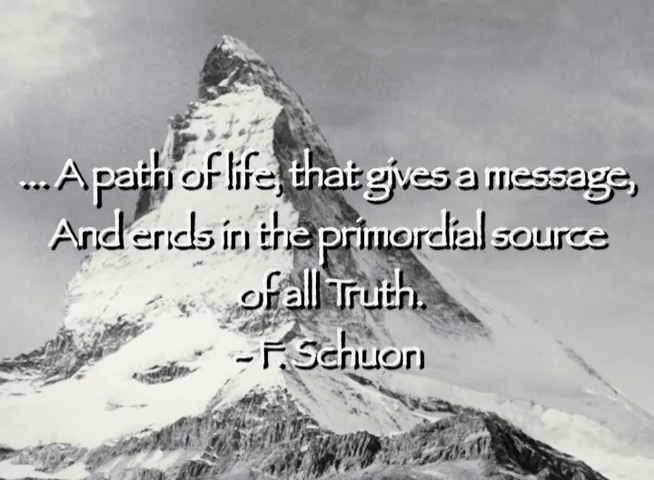 ... A path of life, that gives a message,
And ends in the primordial source
of all Truth.
~ F. Schuon